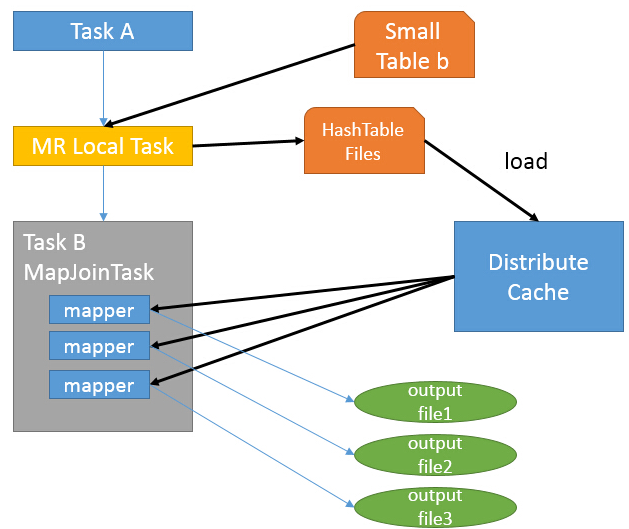 Task A
Small
Table b
MR Local Task
HashTable
Files
load
Task B
MapJoinTask
mapper
mapper
mapper
Distribute
Cache
output
file1
output
file2
output
file3